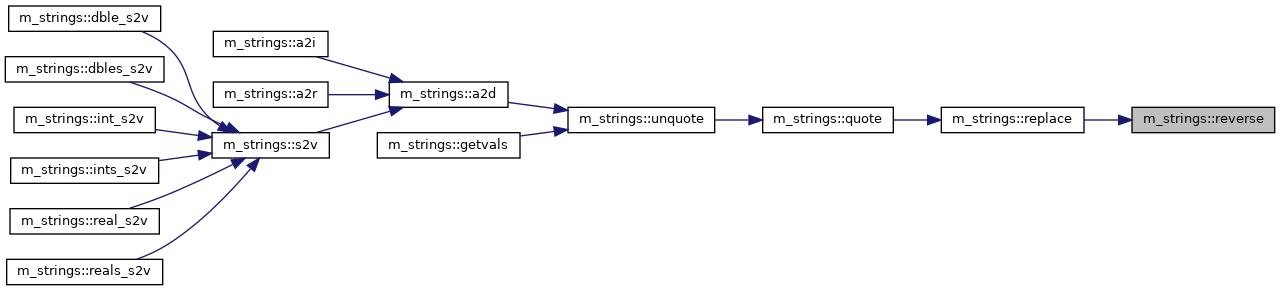 m_strings::dble_s2v
m_strings::dbles_s2v
m_strings::int_s2v
m_strings::ints_s2v
m_strings::real_s2v
m_strings::reals_s2v
m_strings::a2i
m_strings::a2r
m_strings::s2v
m_strings::a2d
m_strings::getvals
m_strings::unquote
m_strings::quote
m_strings::replace
m_strings::reverse